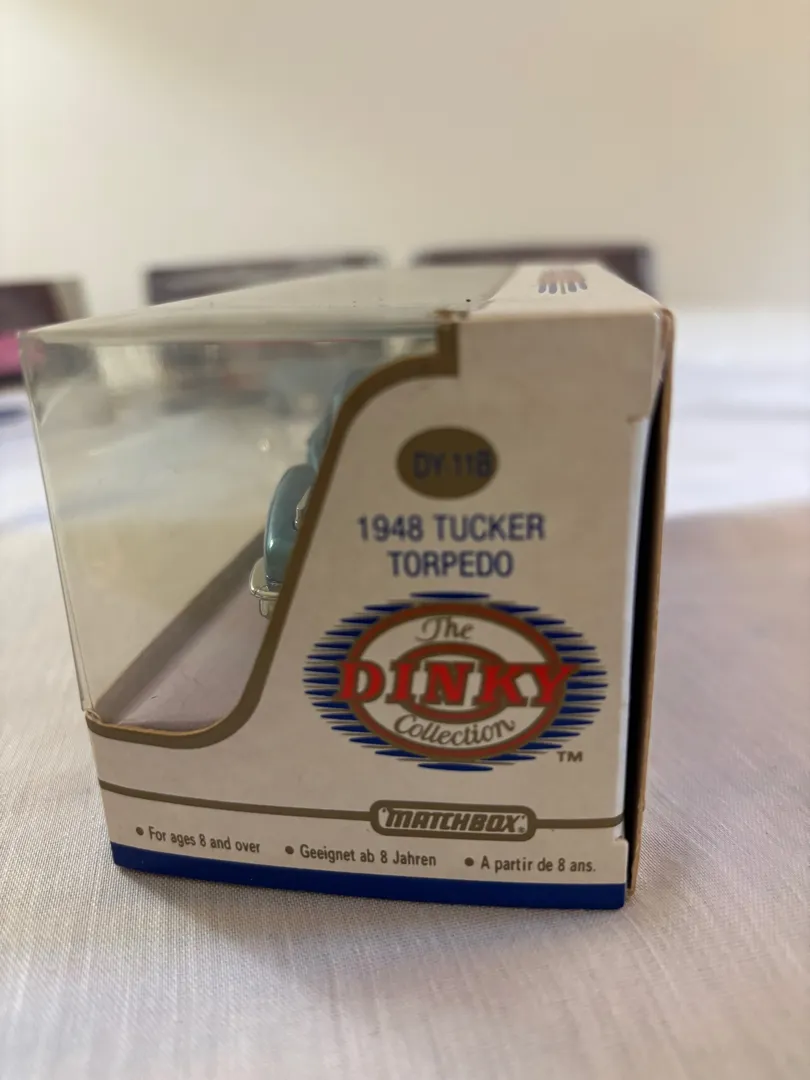 DY-11B
1948 TUCKER
TORPEDO
The
DINKY
Collection
TM
MATCHBOX®
• For ages 8 and over • Geeignet ab 8 Jahren • A partir de 8 ans.